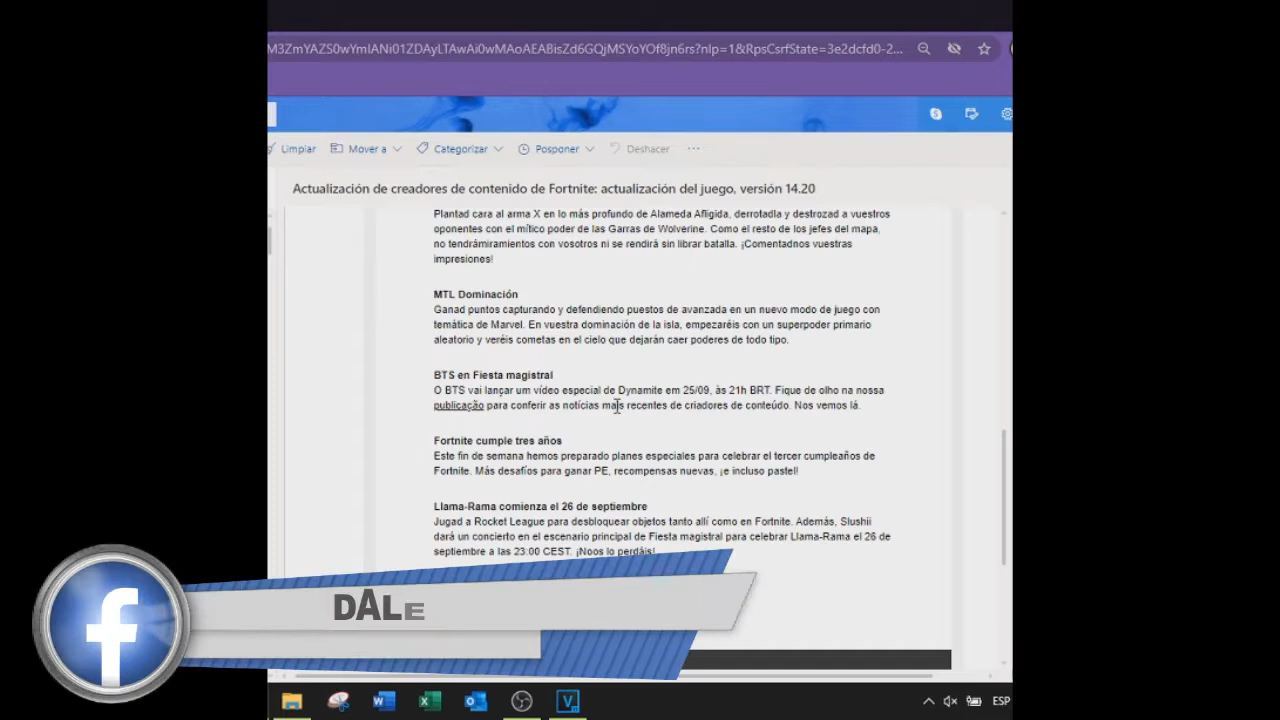 M3ZmYAZS0wYmIANi01ZDAyLTAwAi0wMAoAEABisZd6GQjMSYoYOf8jn6rs?nlp=1&RpsCsrfState=3e2dcfd0-2...
Limpiar Mover a Categorizar Posponer Deshacer ...
Actualización de creadores de contenido de Fortnite: actualización del juego, versión 14.20
Plantad cara al arma X en lo más profundo de Alameda Afligida, derrotadla y destrozad a vuestros
oponentes con el mítico poder de las Garras de Wolverine. Como el resto de los jefes del mapa,
no tendrámiramientos con vosotros ni se rendirá sin librar batalla. ¡Comentadnos vuestras
impresiones!
MTL Dominación
Ganad puntos capturando y defendiendo puestos de avanzada en un nuevo modo de juego con
temática de Marvel. En vuestra dominación de la isla, empezaréis con un superpoder primario
aleatorio y veréis cometas en el cielo que dejarán caer poderes de todo tipo.
BTS en Fiesta magistral
O BTS vai lançar um vídeo especial de Dynamite em 25/09, às 21h BRT. Fique de olho na nossa
publicação para conferir as notícias mais recentes de criadores de conteúdo. Nos vemos lá.
Fortnite cumple tres años
Este fin de semana hemos preparado planes especiales para celebrar el tercer cumpleaños de
Fortnite. Más desafíos para ganar PE, recompensas nuevas, ¡e incluso pastel!
Llama-Rama comienza el 26 de septiembre
Jugad a Rocket League para desbloquear objetos tanto allí como en Fortnite. Además, Slushii
dará un concierto en el escenario principal de Fiesta magistral para celebrar Llama-Rama el 26 de
septiembre a las 23:00 CEST. ¡Noos lo perdáis!
DALE
ESP